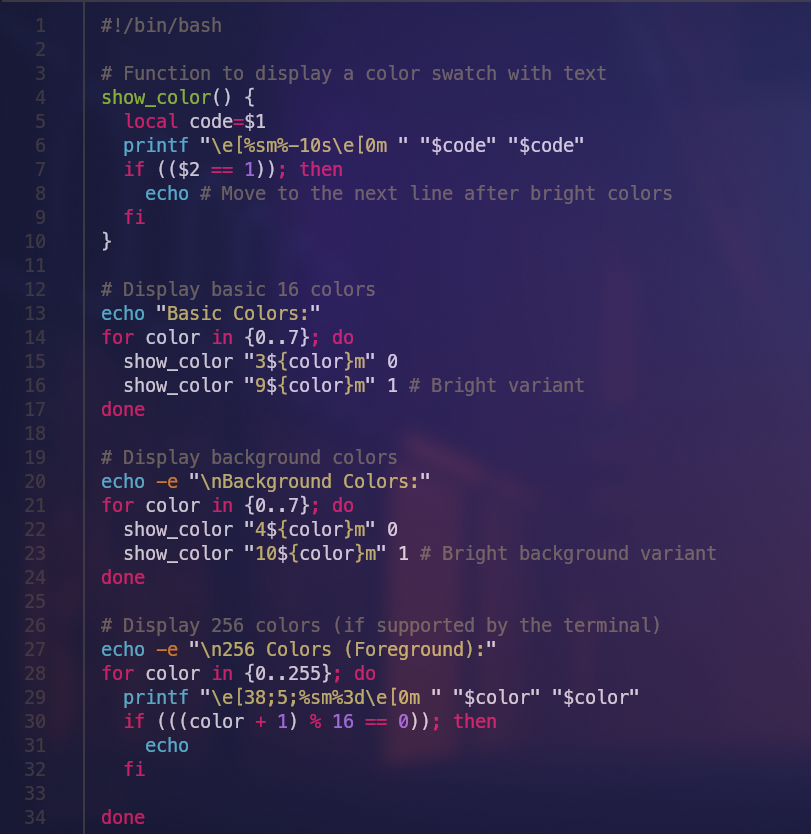 1 #!/bin/bash
2
3 # Function to display a color swatch with text
4 show_color() {
5   local code=$1
6   printf "\e[%sm%-10s\e[0m " "$code" "$code"
7   if (($2 == 1)); then
8     echo # Move to the next line after bright colors
9   fi
10 }
11
12 # Display basic 16 colors
13 echo "Basic Colors:"
14 for color in {0..7}; do
15   show_color "3${color}m" 0
16   show_color "9${color}m" 1 # Bright variant
17 done
18
19 # Display background colors
20 echo -e "\nBackground Colors:"
21 for color in {0..7}; do
22   show_color "4${color}m" 0
23   show_color "10${color}m" 1 # Bright background variant
24 done
25
26 # Display 256 colors (if supported by the terminal)
27 echo -e "\n256 Colors (Foreground):"
28 for color in {0..255}; do
29   printf "\e[38;5;%sm%3d\e[0m " "$color" "$color"
30   if (((color + 1) % 16 == 0)); then
31     echo
32   fi
33
34 done